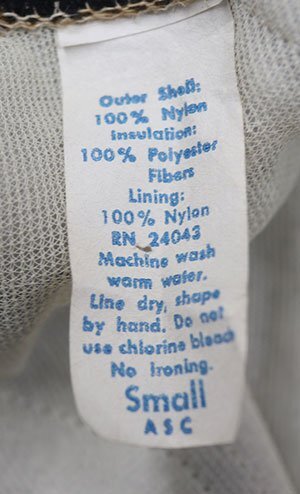 Outer Shell:
100% Nylon
Insulation:
100% Polyester
Fibers
Lining:
100% Nylon
RN 24043
Machine wash
warm water.
Line dry, shape
by hand. Do not
use chlorine bleach
No Ironing.
Small
ASC